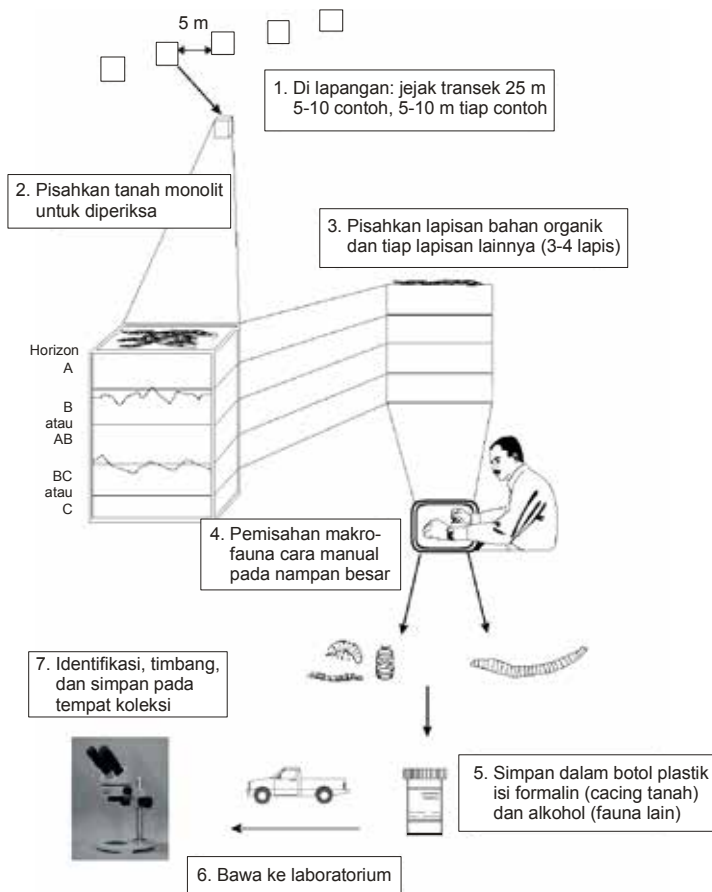 5 m
1. Di lapangan: jejak transek 25 m
5-10 contoh, 5-10 m tiap contoh
2. Pisahkan tanah monolit
untuk diperiksa
3. Pisahkan lapisan bahan organik
dan tiap lapisan lainnya (3-4 lapis)
Horizon
A
B
atau
AB
BC
atau
C
4. Pemisahan makro-
fauna cara manual
pada nampan besar
7. Identifikasi, timbang,
dan simpan pada
tempat koleksi
5. Simpan dalam botol plastik
isi formalin (cacing tanah)
dan alkohol (fauna lain)
6. Bawa ke laboratorium